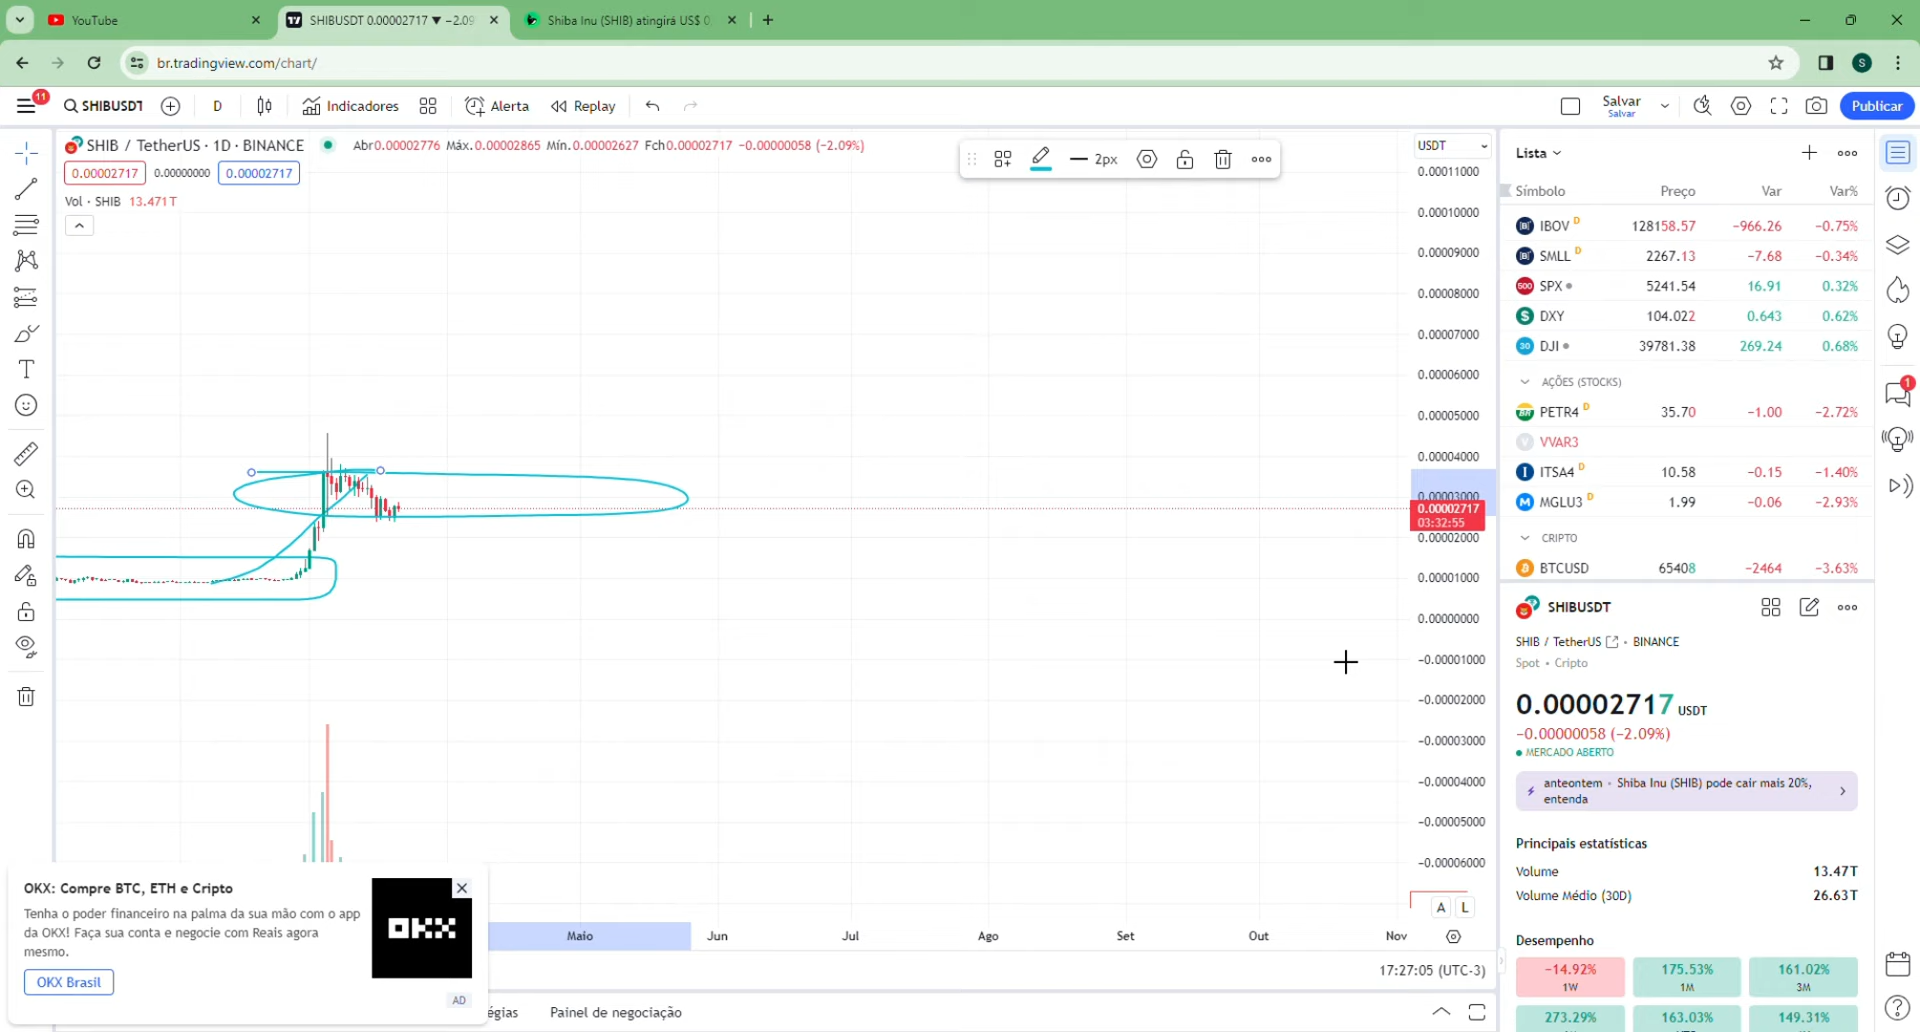 YouTube
SHIBUSDT 0.00002717 ▼ −2.09
Shiba Inu (SHIB) atingirá US$ 0
br.tradingview.com/chart/
S
11
SHIBUSDT
D
Indicadores
Alerta
Replay
Salvar
Salvar
Publicar
SHIB / TetherUS · 1D · BINANCE
Abr0.00002776 Máx.0.00002865 Mín.0.00002627 Fch0.00002717 −0.00000058 (−2.09%)
0.00002717
0.00000000
0.00002717
Vol · SHIB 13.471T
2px
USDT
0.00011000
0.00010000
0.00009000
0.00008000
0.00007000
0.00006000
0.00005000
0.00004000
0.00003000
0.00002717
03:32:55
0.00002000
0.00001000
0.00000000
−0.00001000
−0.00002000
−0.00003000
−0.00004000
−0.00005000
−0.00006000
A L
Maio Jun Jul Ago Set Out Nov
17:27:05 (UTC-3)
égias
Painel de negociação
OKX: Compre BTC, ETH e Cripto
Tenha o poder financeiro na palma da sua mão com o app
da OKX! Faça sua conta e negocie com Reais agora
mesmo.
OKX Brasil
OKX
AD
Lista
Símbolo Preço Var Var%
IBOV D 128158.57 −966.26 −0.75%
SMLL D 2267.13 −7.68 −0.34%
500 SPX 5241.54 16.91 0.32%
$ DXY 104.022 0.643 0.62%
30 DJI 39781.38 269.24 0.68%
AÇÕES (STOCKS)
BR PETR4 D 35.70 −1.00 −2.72%
V VVAR3
I ITSA4 D 10.58 −0.15 −1.40%
M MGLU3 D 1.99 −0.06 −2.93%
CRIPTO
BTCUSD 65408 −2464 −3.63%
1
SHIBUSDT
SHIB / TetherUS · BINANCE
Spot · Cripto
0.00002717 USDT
−0.00000058 (−2.09%)
MERCADO ABERTO
anteontem · Shiba Inu (SHIB) pode cair mais 20%,
entenda
Principais estatísticas
Volume 13.47T
Volume Médio (30D) 26.63T
Desempenho
−14.92% 175.53% 161.02%
1W 1M 3M
273.29% 163.03% 149.31%